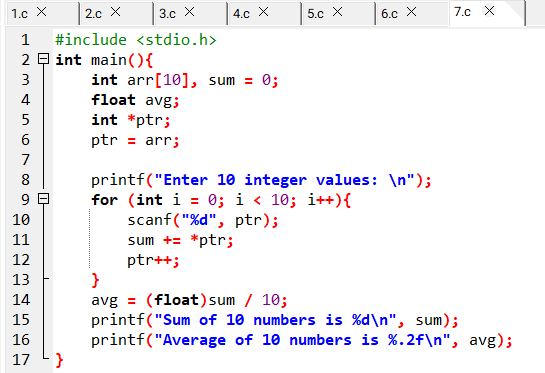 1.c × 2.c × 3.c × 4.c × 5.c × 6.c × 7.c ×
1 #include <stdio.h>
2 int main(){
3 int arr[10], sum = 0;
4 float avg;
5 int *ptr;
6 ptr = arr;
7
8 printf("Enter 10 integer values: \n");
9 for (int i = 0; i < 10; i++){
10 scanf("%d", ptr);
11 sum += *ptr;
12 ptr++;
13 }
14 avg = (float)sum / 10;
15 printf("Sum of 10 numbers is %d\n", sum);
16 printf("Average of 10 numbers is %.2f\n", avg);
17 }